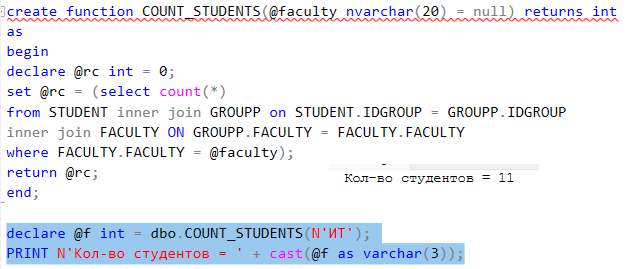 create function COUNT_STUDENTS(@faculty nvarchar(20) = null) returns int
as
begin
declare @rc int = 0;
set @rc = (select count(*)
from STUDENT inner join GROUPP on STUDENT.IDGROUP = GROUPP.IDGROUP
inner join FACULTY ON GROUPP.FACULTY = FACULTY.FACULTY
where FACULTY.FACULTY = @faculty);
Кол-во студентов = 11
return @rc;
end;
declare @f int = dbo.COUNT_STUDENTS(N'ИТ');
PRINT N'Кол-во студентов = ' + cast(@f as varchar(3));